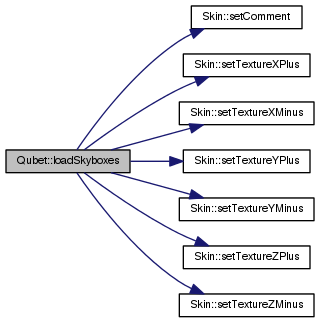 Skin::setComment
Skin::setTextureXPlus
Skin::setTextureXMinus
Qubet::loadSkyboxes
Skin::setTextureYPlus
Skin::setTextureYMinus
Skin::setTextureZPlus
Skin::setTextureZMinus